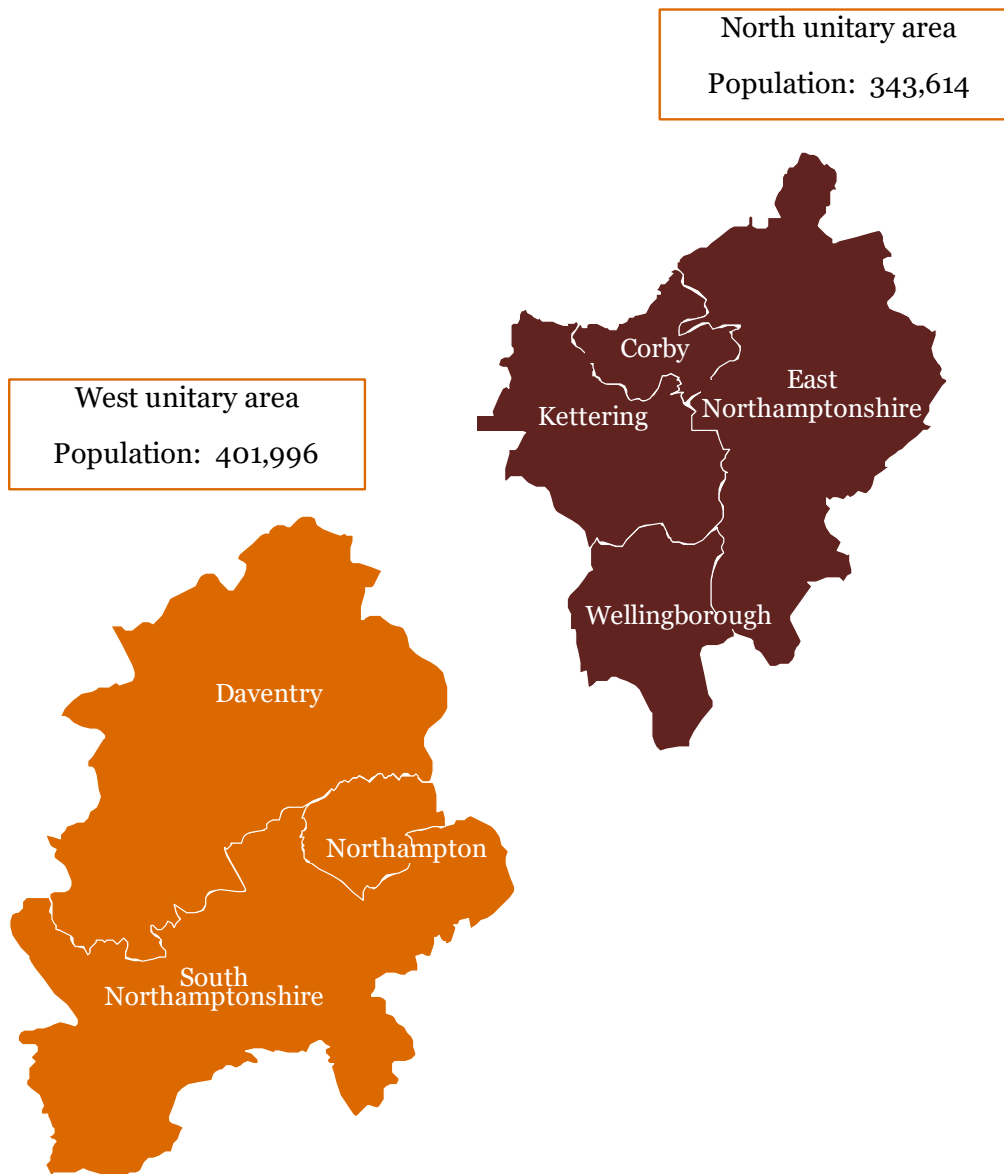 North unitary area
Population: 343,614
Corby
East
Northamptonshire
Kettering
West unitary area
Population: 401,996
Wellingborough
Daventry
Northampton
South
Northamptonshire